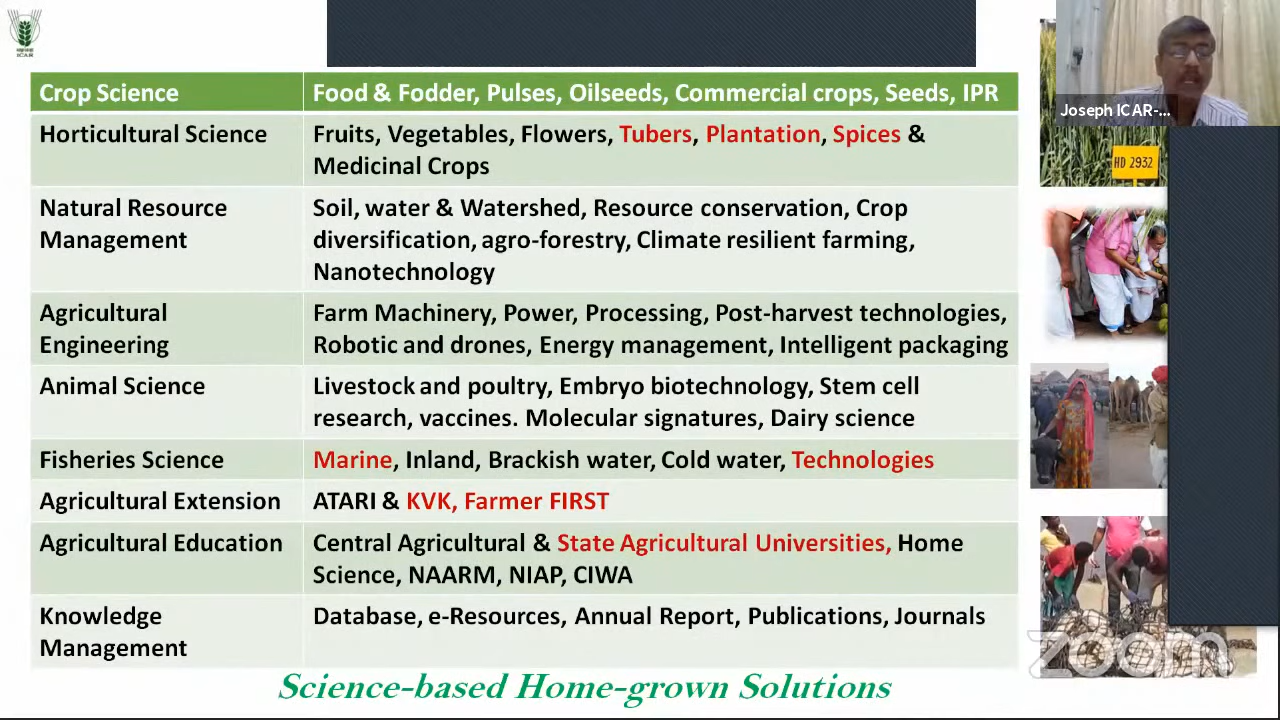 ICAR
Crop Science
Food & Fodder, Pulses, Oilseeds, Commercial crops, Seeds, IPR
Horticultural Science
Fruits, Vegetables, Flowers, Tubers, Plantation, Spices &
Medicinal Crops
Natural Resource
Management
Soil, water & Watershed, Resource conservation, Crop
diversification, agro-forestry, Climate resilient farming,
Nanotechnology
Agricultural
Engineering
Farm Machinery, Power, Processing, Post-harvest technologies,
Robotic and drones, Energy management, Intelligent packaging
Animal Science
Livestock and poultry, Embryo biotechnology, Stem cell
research, vaccines. Molecular signatures, Dairy science
Fisheries Science
Marine, Inland, Brackish water, Cold water, Technologies
Agricultural Extension
ATARI & KVK, Farmer FIRST
Agricultural Education
Central Agricultural & State Agricultural Universities, Home
Science, NAARM, NIAP, CIWA
Knowledge
Management
Database, e-Resources, Annual Report, Publications, Journals
Science-based Home-grown Solutions
Joseph ICAR-...
HD 2932
zoom